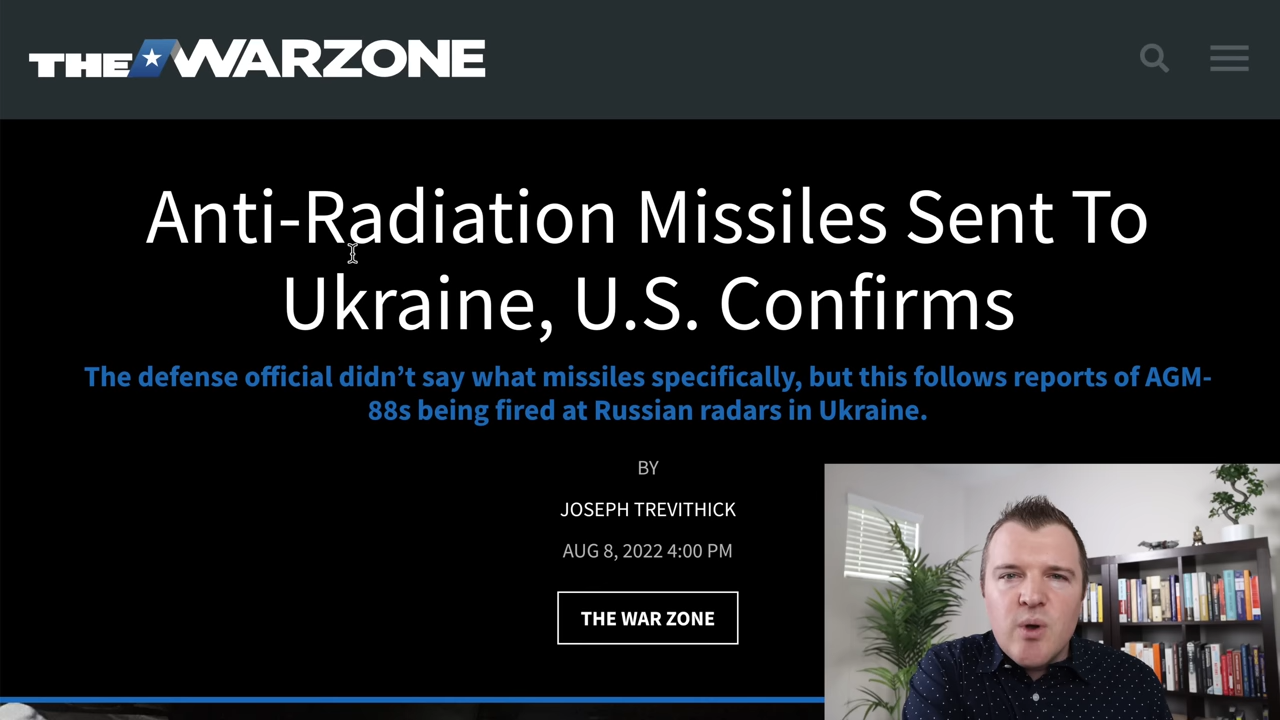 THE WARZONE
Anti-Radiation Missiles Sent To
Ukraine, U.S. Confirms
The defense official didn’t say what missiles specifically, but this follows reports of AGM-
88s being fired at Russian radars in Ukraine.
BY
JOSEPH TREVITHICK
AUG 8, 2022 4:00 PM
THE WAR ZONE